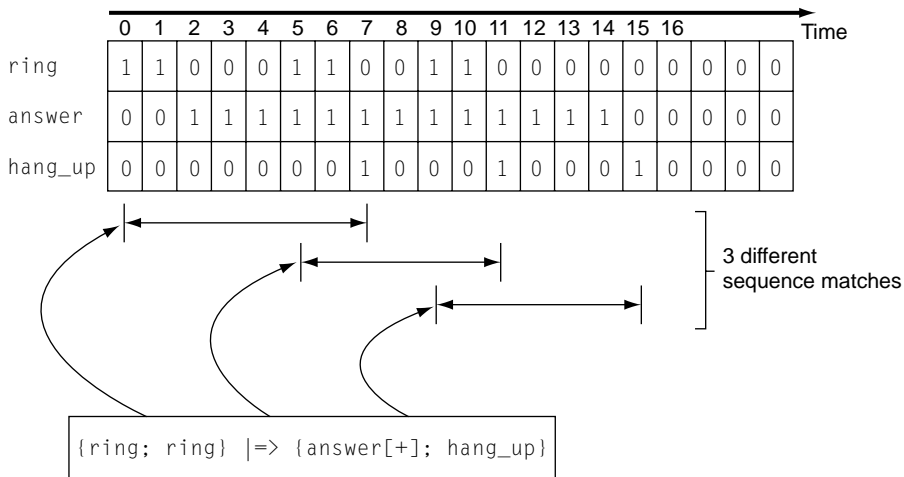 0 1 2 3 4 5 6 7 8 9 10 11 12 13 14 15 16 Time
ring 1 1 0 0 0 1 1 0 0 1 1 0 0 0 0 0 0 0 0 0
answer 0 0 1 1 1 1 1 1 1 1 1 1 1 1 1 0 0 0 0 0
hang_up 0 0 0 0 0 0 0 1 0 0 0 1 0 0 0 1 0 0 0 0
3 different
sequence matches
{ring; ring} |=> {answer[+]; hang_up}